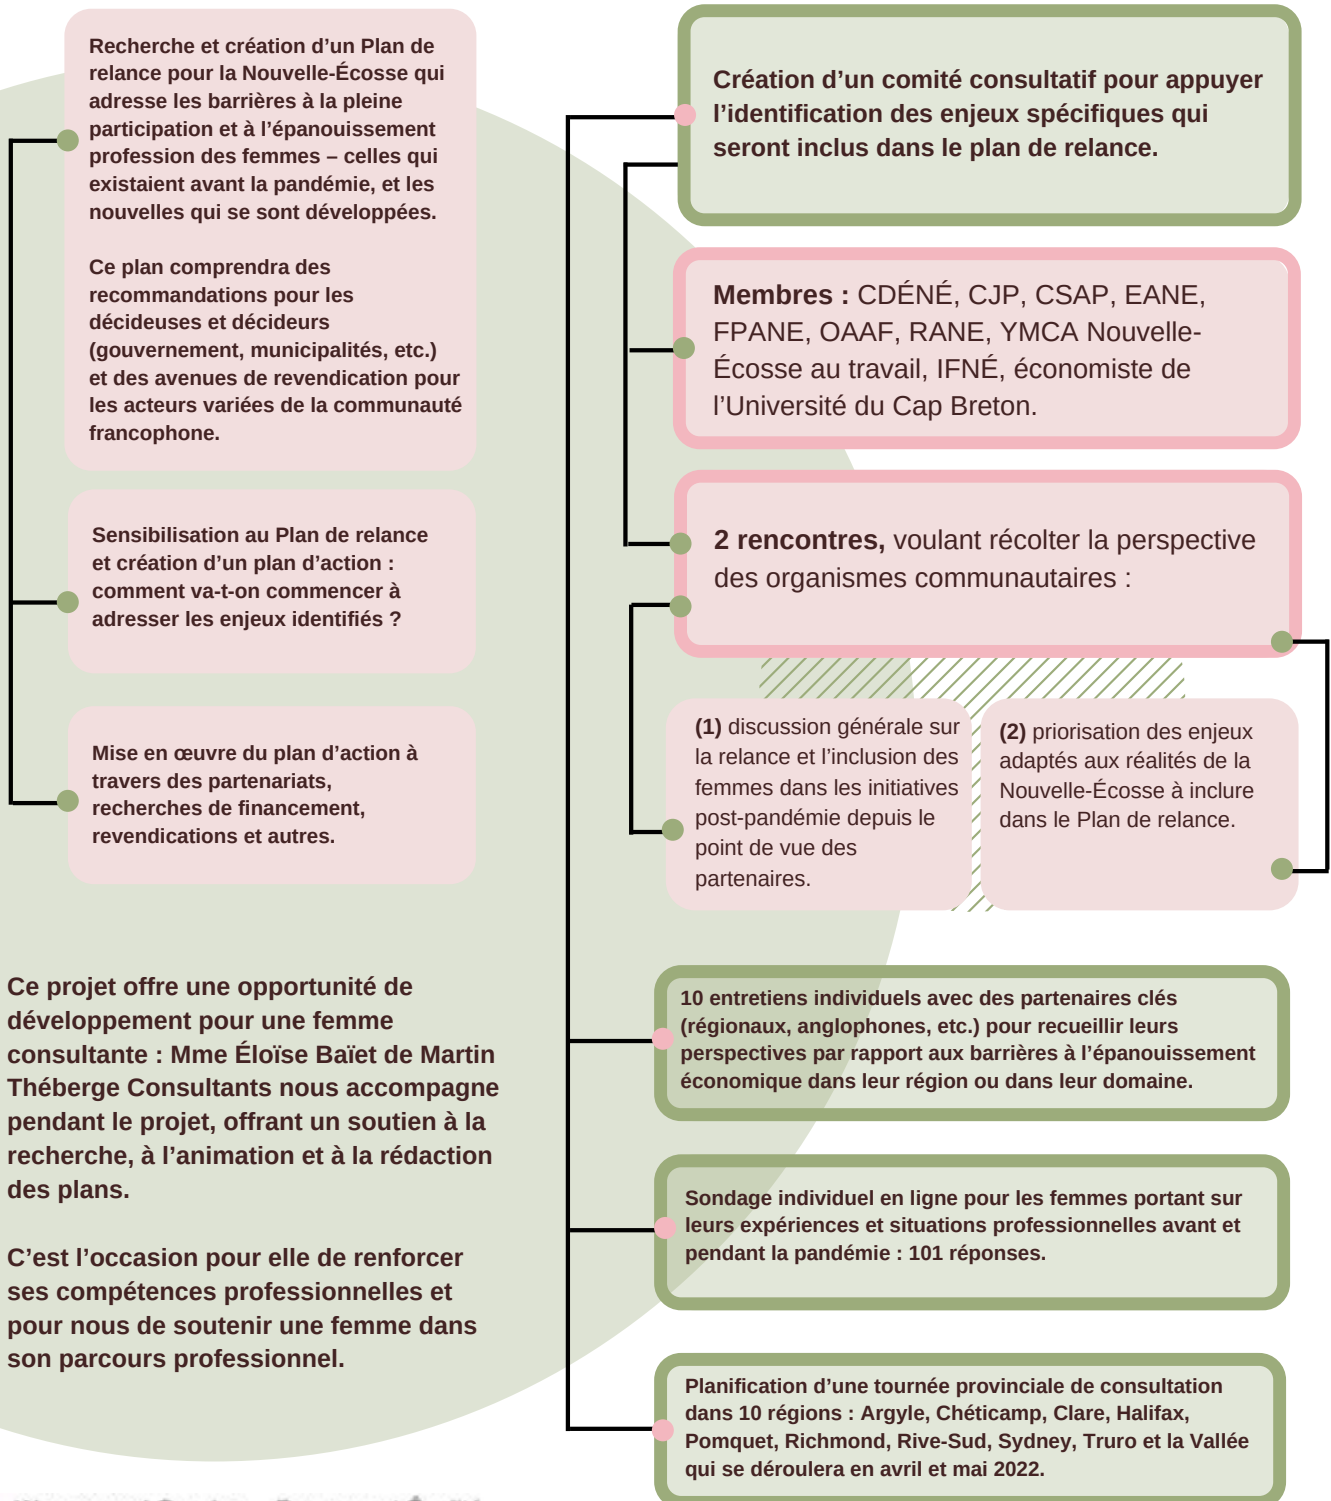 Recherche et création d’un Plan de
relance pour la Nouvelle-Écosse qui
adresse les barrières à la pleine
participation et à l’épanouissement
profession des femmes – celles qui
existaient avant la pandémie, et les
nouvelles qui se sont développées.
Ce plan comprendra des
recommandations pour les
décideuses et décideurs
(gouvernement, municipalités, etc.)
et des avenues de revendication pour
les acteurs variées de la communauté
francophone.
Sensibilisation au Plan de relance
et création d’un plan d’action :
comment va-t-on commencer à
adresser les enjeux identifiés ?
Mise en œuvre du plan d’action à
travers des partenariats,
recherches de financement,
revendications et autres.
Ce projet offre une opportunité de
développement pour une femme
consultante : Mme Éloïse Baïet de Martin
Théberge Consultants nous accompagne
pendant le projet, offrant un soutien à la
recherche, à l’animation et à la rédaction
des plans.
C’est l’occasion pour elle de renforcer
ses compétences professionnelles et
pour nous de soutenir une femme dans
son parcours professionnel.
Création d’un comité consultatif pour appuyer
l’identification des enjeux spécifiques qui
seront inclus dans le plan de relance.
Membres : CDÉNÉ, CJP, CSAP, EANE,
FPANE, OAAF, RANE, YMCA Nouvelle-
Écosse au travail, IFNÉ, économiste de
l’Université du Cap Breton.
2 rencontres, voulant récolter la perspective
des organismes communautaires :
(1) discussion générale sur
la relance et l’inclusion des
femmes dans les initiatives
post-pandémie depuis le
point de vue des
partenaires.
(2) priorisation des enjeux
adaptés aux réalités de la
Nouvelle-Écosse à inclure
dans le Plan de relance.
10 entretiens individuels avec des partenaires clés
(régionaux, anglophones, etc.) pour recueillir leurs
perspectives par rapport aux barrières à l’épanouissement
économique dans leur région ou dans leur domaine.
Sondage individuel en ligne pour les femmes portant sur
leurs expériences et situations professionnelles avant et
pendant la pandémie : 101 réponses.
Planification d’une tournée provinciale de consultation
dans 10 régions : Argyle, Chéticamp, Clare, Halifax,
Pomquet, Richmond, Rive-Sud, Sydney, Truro et la Vallée
qui se déroulera en avril et mai 2022.